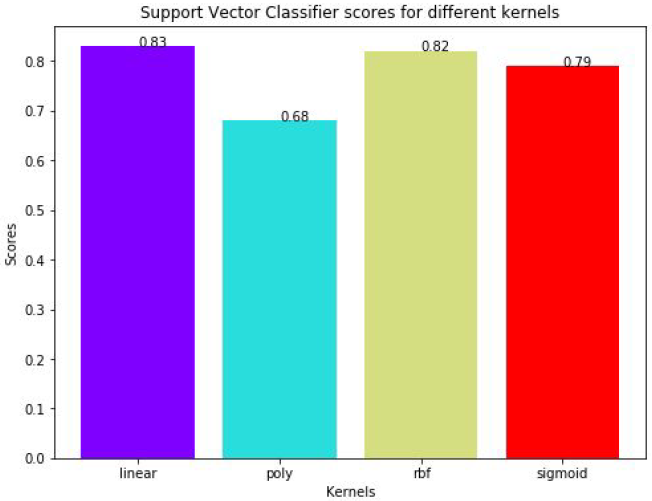 Support Vector Classifier scores for different kernels
0.83
0.68
0.82
0.79
0.8
0.7
0.6
0.5
0.4
0.3
0.2
0.1
0.0
Scores
linear
poly
rbf
sigmoid
Kernels